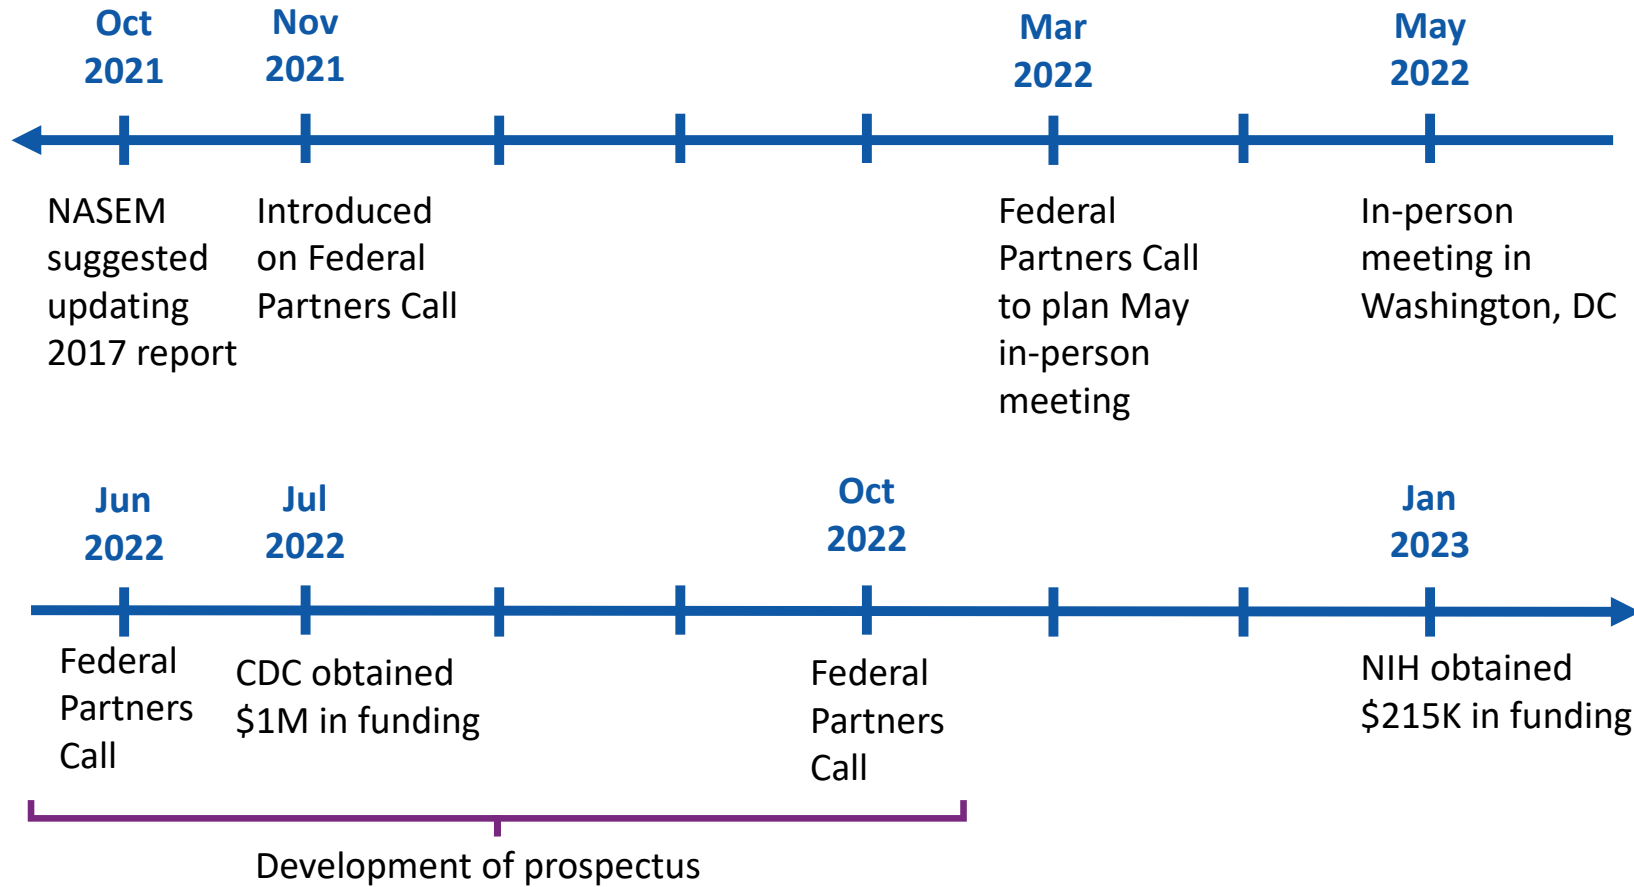 Oct
2021
Nov
2021
Mar
2022
May
2022
NASEM
suggested
updating
2017 report
Introduced
on Federal
Partners Call
Federal
Partners Call
to plan May
in-person
meeting
In-person
meeting in
Washington, DC
Jun
2022
Jul
2022
Oct
2022
Jan
2023
Federal
Partners
Call
CDC obtained
$1M in funding
Federal
Partners
Call
NIH obtained
$215K in funding
Development of prospectus